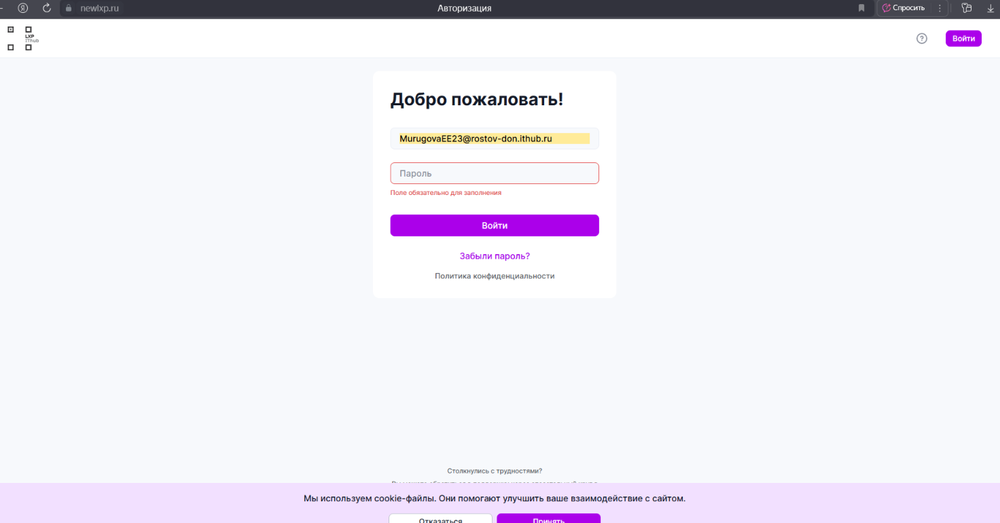 newlxp.ru
Авторизация
Спросить
LXP
IThub
Войти
Добро пожаловать!
MurugovaEE23@rostov-don.ithub.ru
Пароль
Поле обязательно для заполнения
Войти
Забыли пароль?
Политика конфиденциальности
Столкнулись с трудностями?
Мы используем cookie-файлы. Они помогают улучшить ваше взаимодействие с сайтом.
Отказаться
Принять